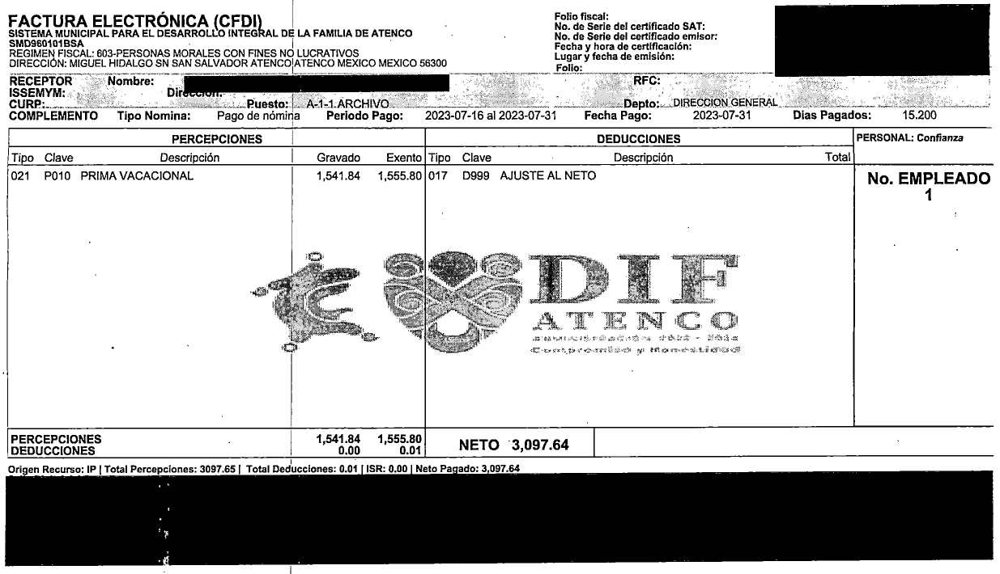 FACTURA ELECTRÓNICA (CFDI)
SISTEMA MUNICIPAL PARA EL DESARROLLO INTEGRAL DE LA FAMILIA DE ATENCO
SMD960101BSA
REGIMEN FISCAL: 603-PERSONAS MORALES CON FINES NO LUCRATIVOS
DIRECCIÓN: MIGUEL HIDALGO SN SAN SALVADOR ATENCO ATENCO MEXICO MEXICO 56300
Folio fiscal:
No. de Serie del certificado SAT:
No. de Serie del certificado emisor:
Fecha y hora de certificación:
Lugar y fecha de emisión:
Folio:
RECEPTOR Nombre: RFC:
ISSEMYM: Dirección:
CURP: Puesto: A-1-1 ARCHIVO Depto: DIRECCION GENERAL
COMPLEMENTO Tipo Nomina: Pago de nómina Periodo Pago: 2023-07-16 al 2023-07-31 Fecha Pago: 2023-07-31 Dias Pagados: 15.200
PERCEPCIONES DEDUCCIONES PERSONAL: Confianza
Tipo Clave Descripción Gravado Exento Tipo Clave Descripción Total
021 P010 PRIMA VACACIONAL 1,541.84 1,555.80 017 D999 AJUSTE AL NETO
No. EMPLEADO
1
DIF
ATENCO
Administración 2022 - 2024
Compromiso y Honestidad
PERCEPCIONES 1,541.84 1,555.80
DEDUCCIONES 0.00 0.01
NETO 3,097.64
Origen Recurso: IP | Total Percepciones: 3097.65 | Total Deducciones: 0.01 | ISR: 0.00 | Neto Pagado: 3,097.64